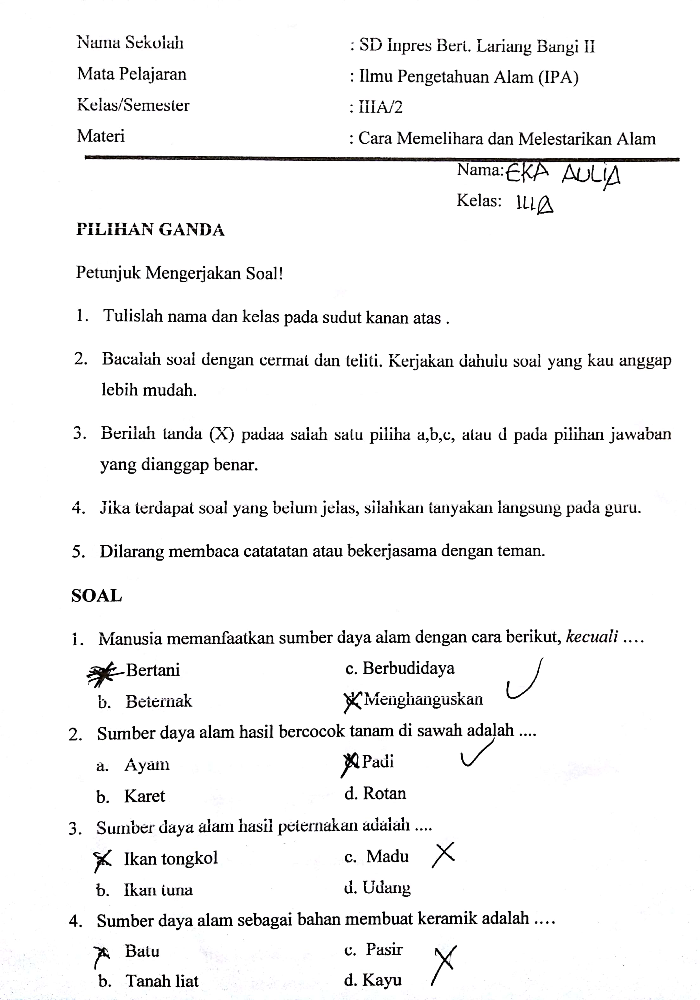 Nama Sekolah : SD Inpres Bert. Lariang Bangi II
Mata Pelajaran : Ilmu Pengetahuan Alam (IPA)
Kelas/Semester : IIIA/2
Materi : Cara Memelihara dan Melestarikan Alam
Nama: EKA AULIA
Kelas: IIIA
PILIHAN GANDA
Petunjuk Mengerjakan Soal!
1. Tulislah nama dan kelas pada sudut kanan atas .
2. Bacalah soal dengan cermat dan teliti. Kerjakan dahulu soal yang kau anggap
lebih mudah.
3. Berilah tanda (X) padaa salah satu piliha a,b,c, atau d pada pilihan jawaban
yang dianggap benar.
4. Jika terdapat soal yang belum jelas, silahkan tanyakan langsung pada guru.
5. Dilarang membaca catatatan atau bekerjasama dengan teman.
SOAL
1. Manusia memanfaatkan sumber daya alam dengan cara berikut, kecuali ....
Bertani c. Berbudidaya
b. Beternak d. Menghanguskan
2. Sumber daya alam hasil bercocok tanam di sawah adalah ....
a. Ayam Padi
b. Karet d. Rotan
3. Sumber daya alam hasil peternakan adalah ....
a. Ikan tongkol c. Madu
b. Ikan tuna d. Udang
4. Sumber daya alam sebagai bahan membuat keramik adalah ....
a. Batu c. Pasir
b. Tanah liat d. Kayu